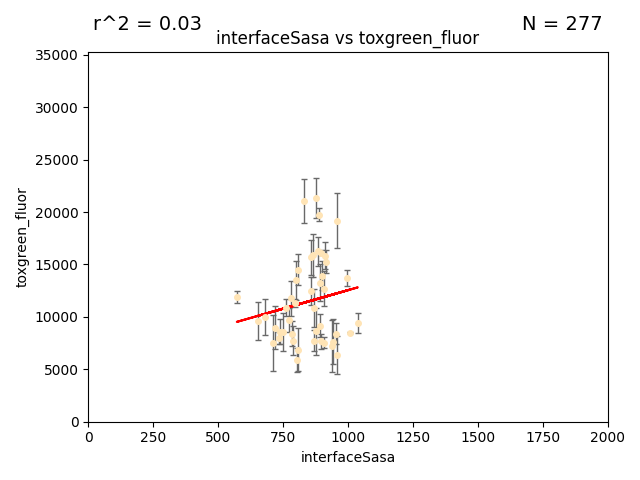 r^2 = 0.03
N = 277
interfaceSasa vs toxgreen_fluor
35000
30000
25000
20000
15000
10000
5000
0
toxgreen_fluor
0 250 500 750 1000 1250 1500 1750 2000
interfaceSasa